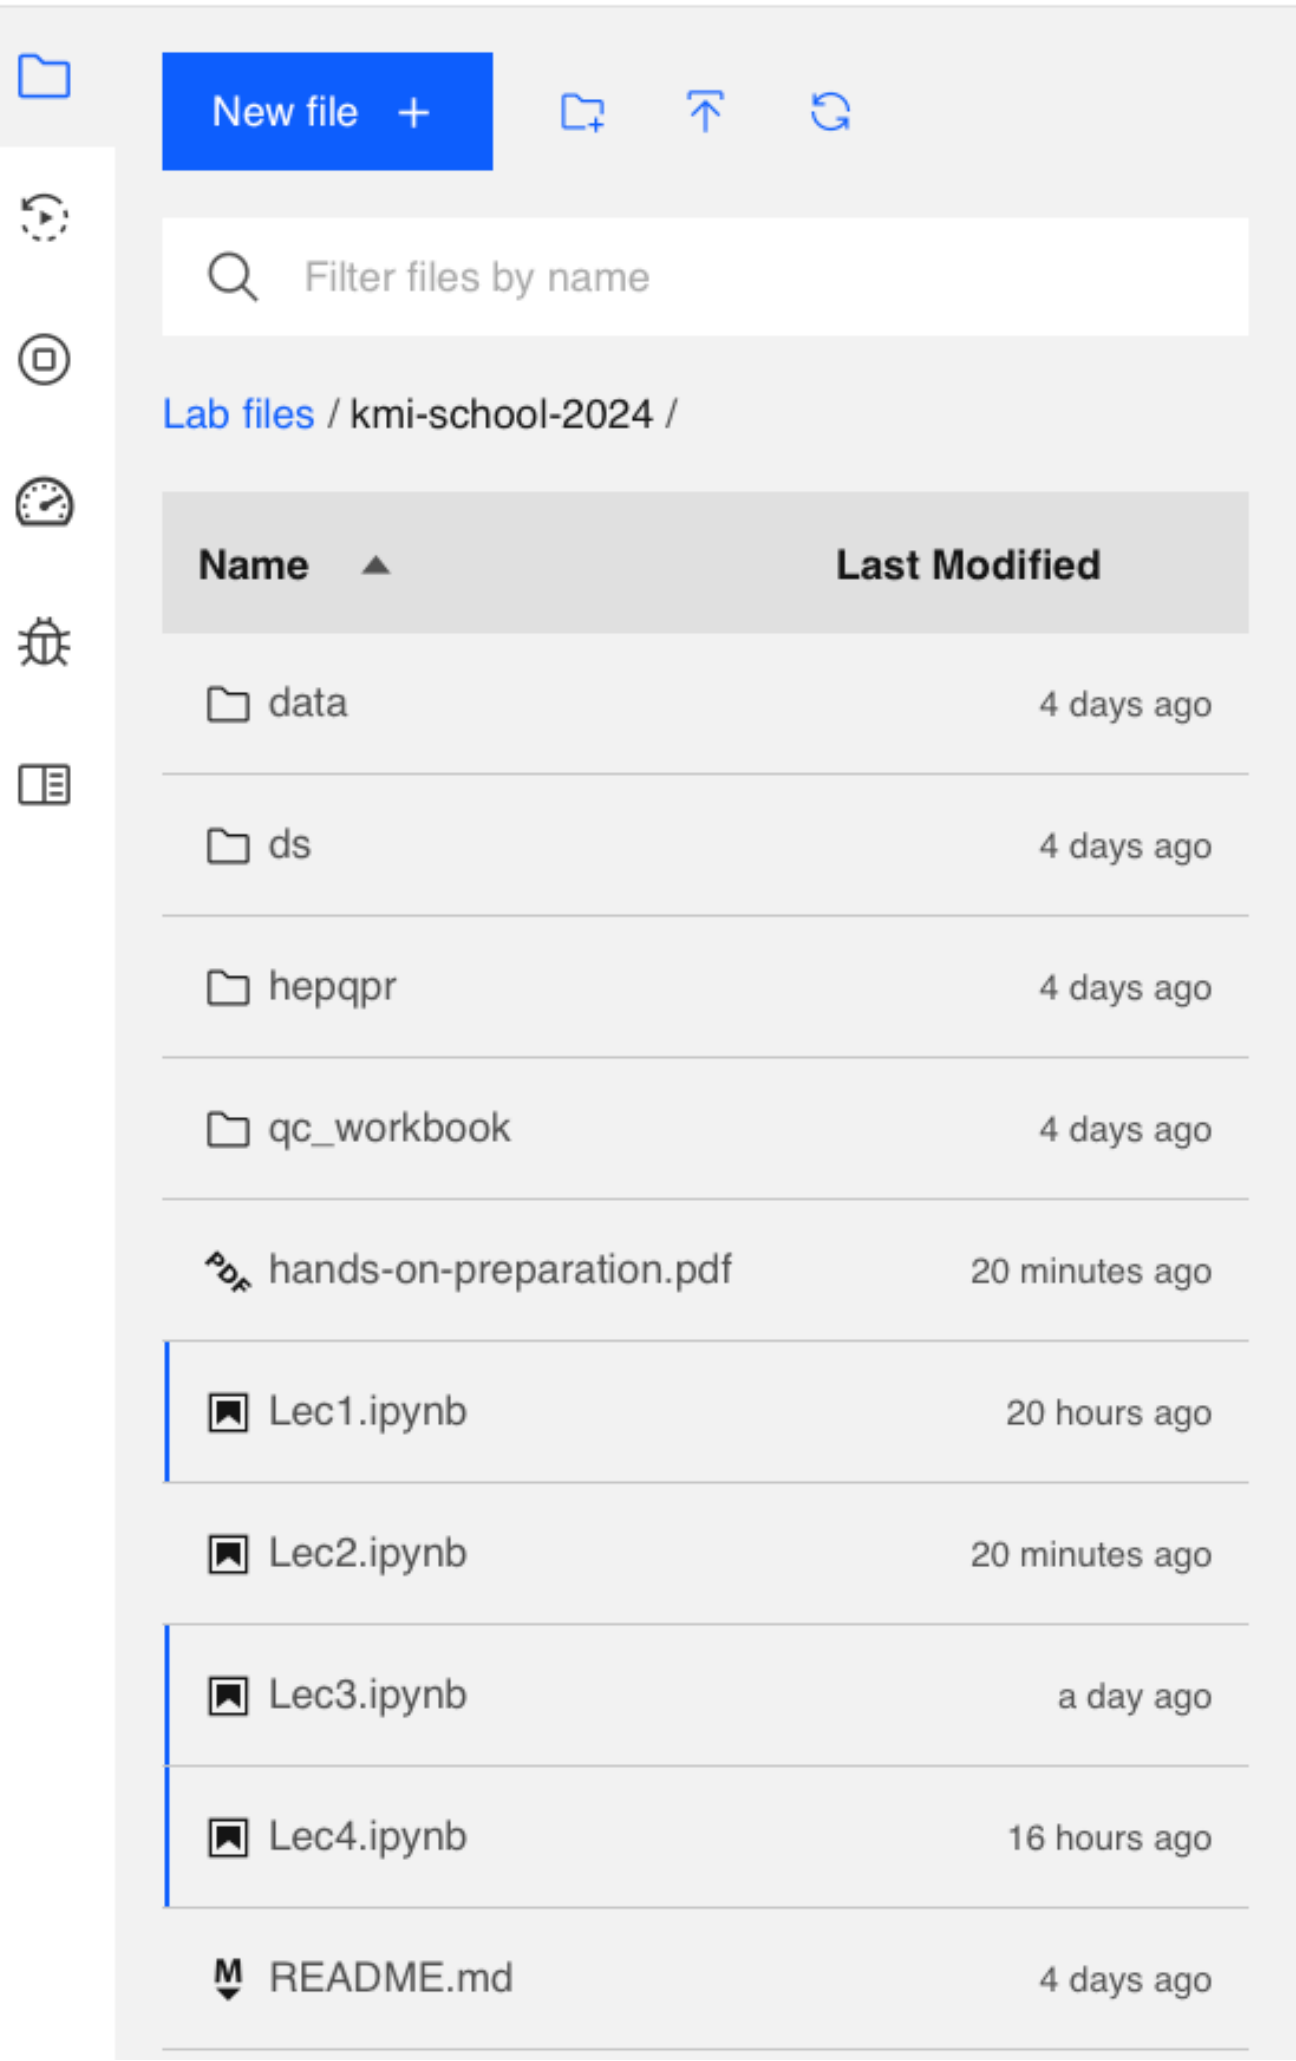 New file +
Filter files by name
Lab files / kmi-school-2024 /
Name Last Modified
data 4 days ago
ds 4 days ago
hepqpr 4 days ago
qc_workbook 4 days ago
PDF hands-on-preparation.pdf 20 minutes ago
Lec1.ipynb 20 hours ago
Lec2.ipynb 20 minutes ago
Lec3.ipynb a day ago
Lec4.ipynb 16 hours ago
M README.md 4 days ago